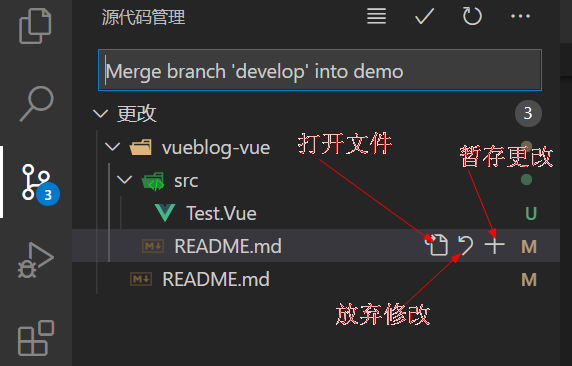 源代码管理
Merge branch 'develop' into demo
更改 3
打开文件
暂存更改
vueblog-vue
src
3
Test.Vue U
README.md M
README.md M
放弃修改